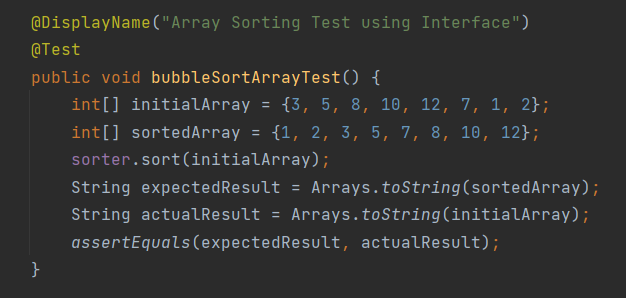 @DisplayName("Array Sorting Test using Interface")
@Test
public void bubbleSortArrayTest() {
    int[] initialArray = {3, 5, 8, 10, 12, 7, 1, 2};
    int[] sortedArray = {1, 2, 3, 5, 7, 8, 10, 12};
    sorter.sort(initialArray);
    String expectedResult = Arrays.toString(sortedArray);
    String actualResult = Arrays.toString(initialArray);
    assertEquals(expectedResult, actualResult);
}